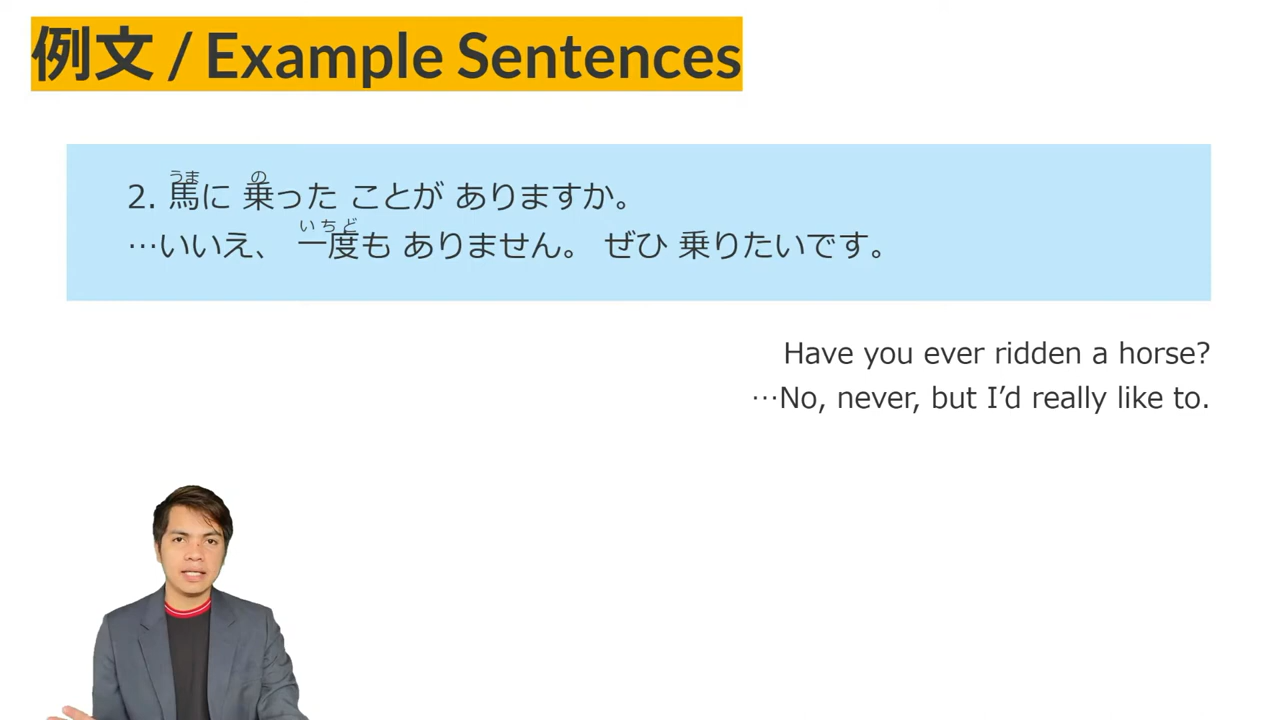 例文 / Example Sentences
うま の
2. 馬に 乗った ことが ありますか。
いちど
…いいえ、 一度も ありません。 ぜひ 乗りたいです。
Have you ever ridden a horse?
…No, never, but I’d really like to.